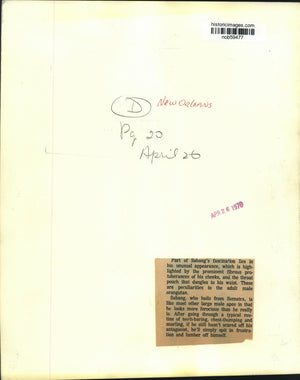 historicimages.com
nob59477
D
New Orleans
Pg 20
April 26
APR 26 1970
Part of Sabang's fascination lies in
his unusual appearance, which is high-
lighted by the prominent fibrous pro-
tuberances of his cheeks, and the throat
pouch that dangles to his waist. These
are peculiarities in the adult male
orangutan.
Sabang, who hails from Sumatra, is
like most other large male apes in that
he looks more ferocious than he really
is. After going through a typical rou-
tine of teeth-baring, chest-thumping and
snorting, if he still hasn't scared off his
antagonist, he'll simply spit in frustra-
tion and lumber off himself.